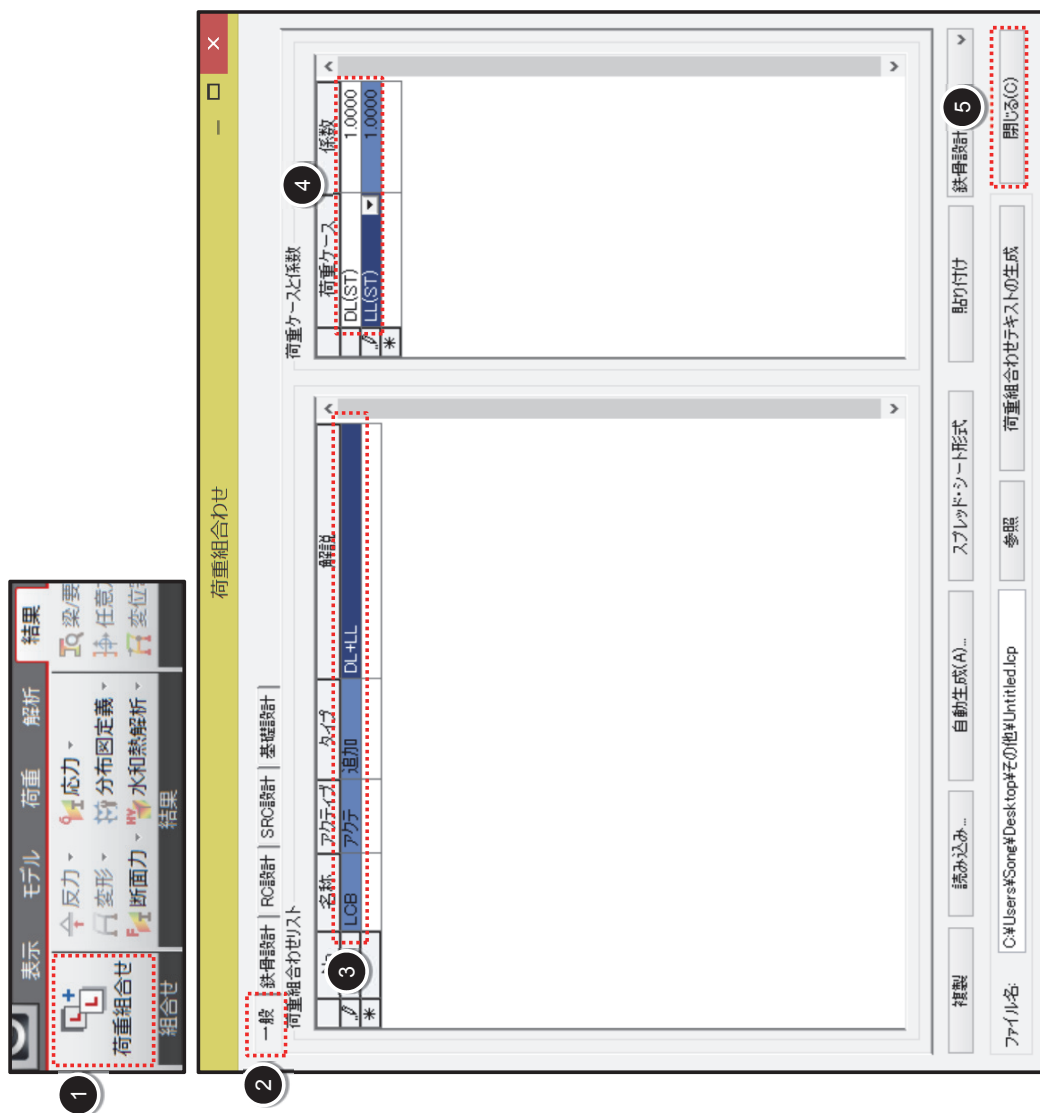 表示 モデル 荷重 解析 結果
荷重組合せ
組合せ
反力
変形
断面力
応力
分布図定義
水和熱解析
結果
梁/要
任意
変位
1
荷重組合わせ
2
一般 鉄骨設計 RC設計 SRC設計 基礎設計
荷重組合わせリスト
名称 アクティブ タイプ 解説
LCB アクテ 追加 DL+LL
*
3
荷重ケースと係数
4
荷重ケース 係数
DL(ST) 1.0000
LL(ST) 1.0000
*
複製 読み込み... 自動生成(A)... スプレッド・シート形式 貼り付け 鉄骨設計
5
ファイル名: C:¥Users¥Song¥Desktop¥その他¥Untitled.lcp 参照 荷重組合わせテキストの生成 閉じる(C)